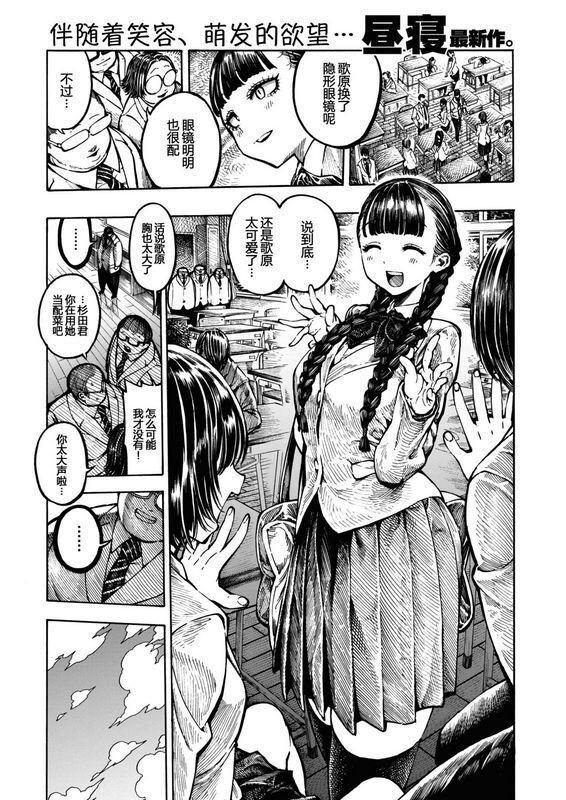 伴随着笑容、萌发的欲望…
昼寝最新作。
歌原换了
隐形眼镜呢
眼镜明明
也很配
不过…
说到底…
还是歌原
太可爱了…
话说歌原
胸也太大了
……
…杉田君
你在用她
当配菜吧
怎么可能
我才没有！
你太大声啦…
……